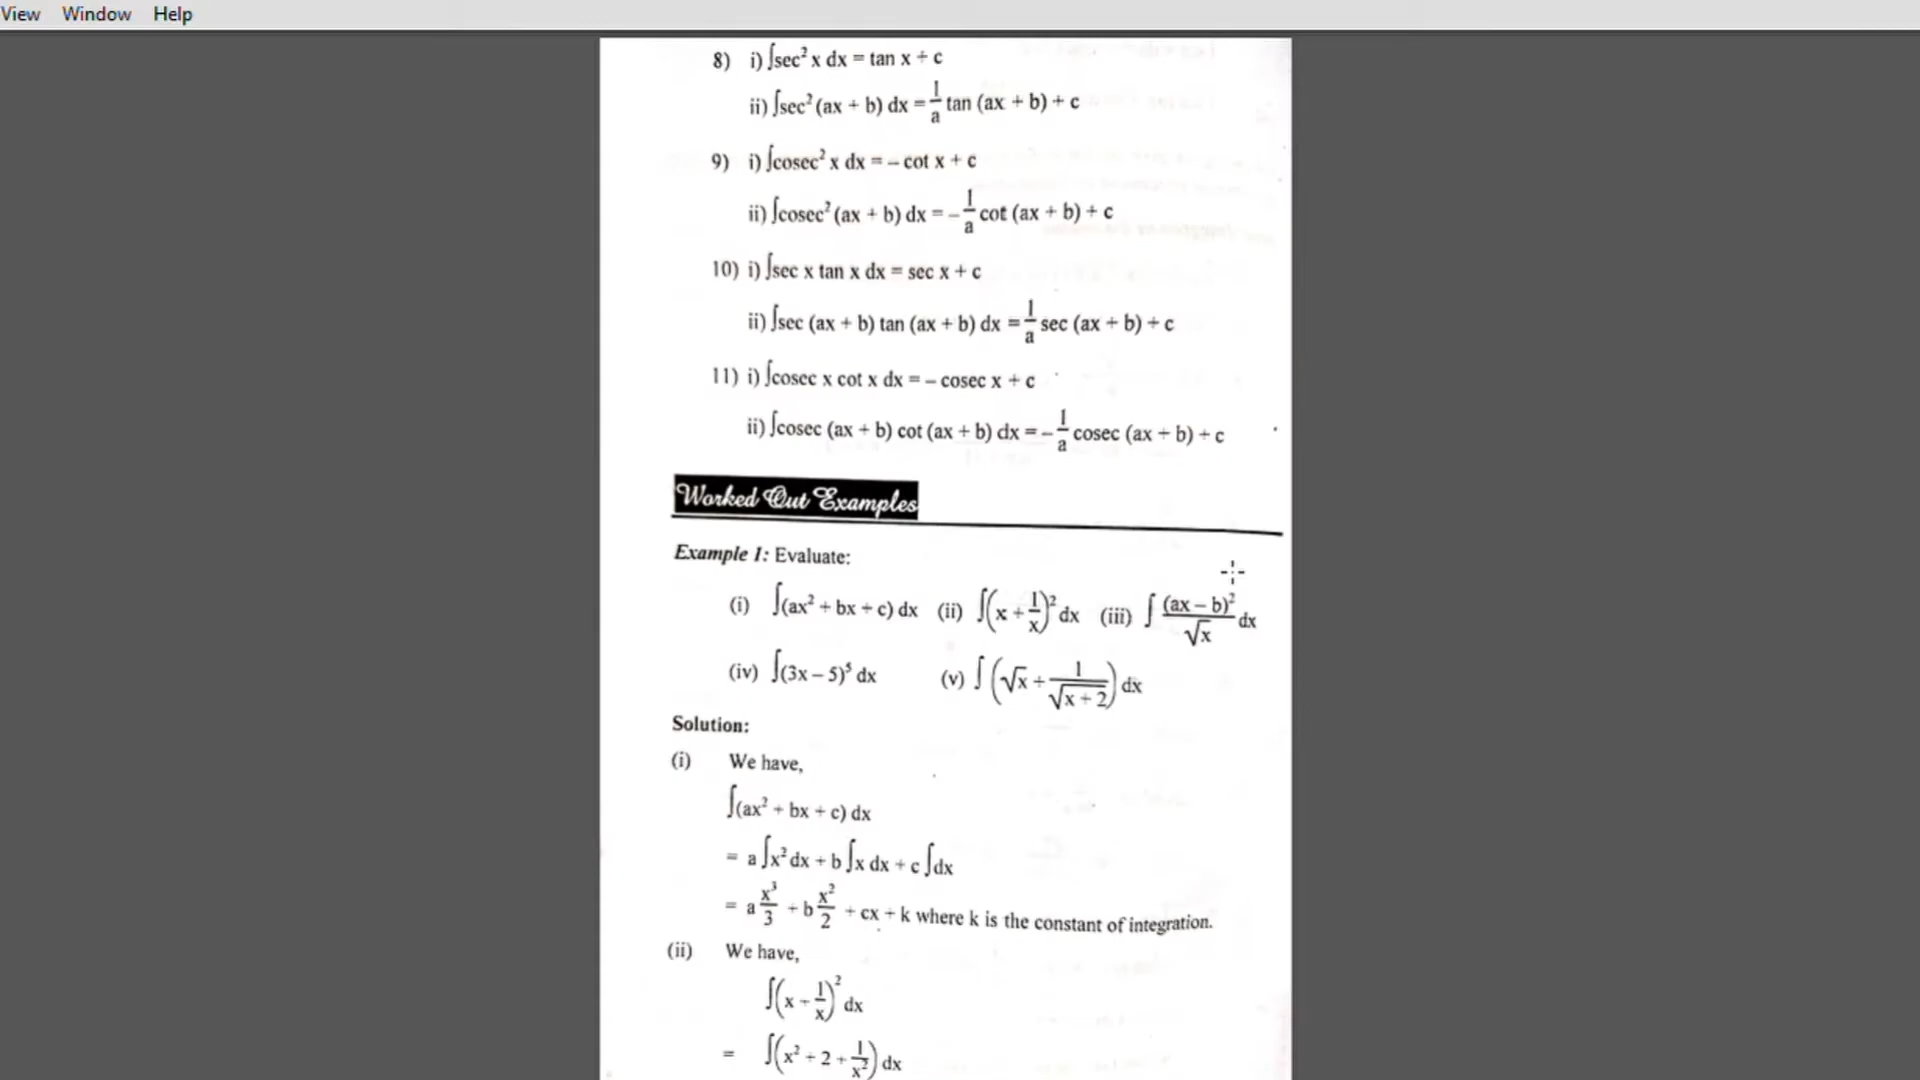 View Window Help
8) i) ∫sec² x dx = tan x + c
ii) ∫sec² (ax + b) dx = 1/a tan (ax + b) + c
9) i) ∫cosec² x dx = – cot x + c
ii) ∫cosec² (ax + b) dx = – 1/a cot (ax + b) + c
10) i) ∫sec x tan x dx = sec x + c
ii) ∫sec (ax + b) tan (ax + b) dx = 1/a sec (ax + b) + c
11) i) ∫cosec x cot x dx = – cosec x + c
ii) ∫cosec (ax + b) cot (ax + b) dx = – 1/a cosec (ax + b) + c
Worked Out Examples
Example 1: Evaluate:
(i) ∫(ax² + bx + c) dx (ii) ∫(x + 1/x)² dx (iii) ∫ (ax – b)²/√x dx
(iv) ∫(3x – 5)⁵ dx (v) ∫ (√x + 1/√(x + 2)) dx
Solution:
(i) We have,
∫(ax² + bx + c) dx
= a ∫x² dx + b ∫x dx + c ∫dx
= a x³/3 + b x²/2 + cx + k where k is the constant of integration.
(ii) We have,
∫(x + 1/x)² dx
= ∫(x² + 2 + 1/x²) dx